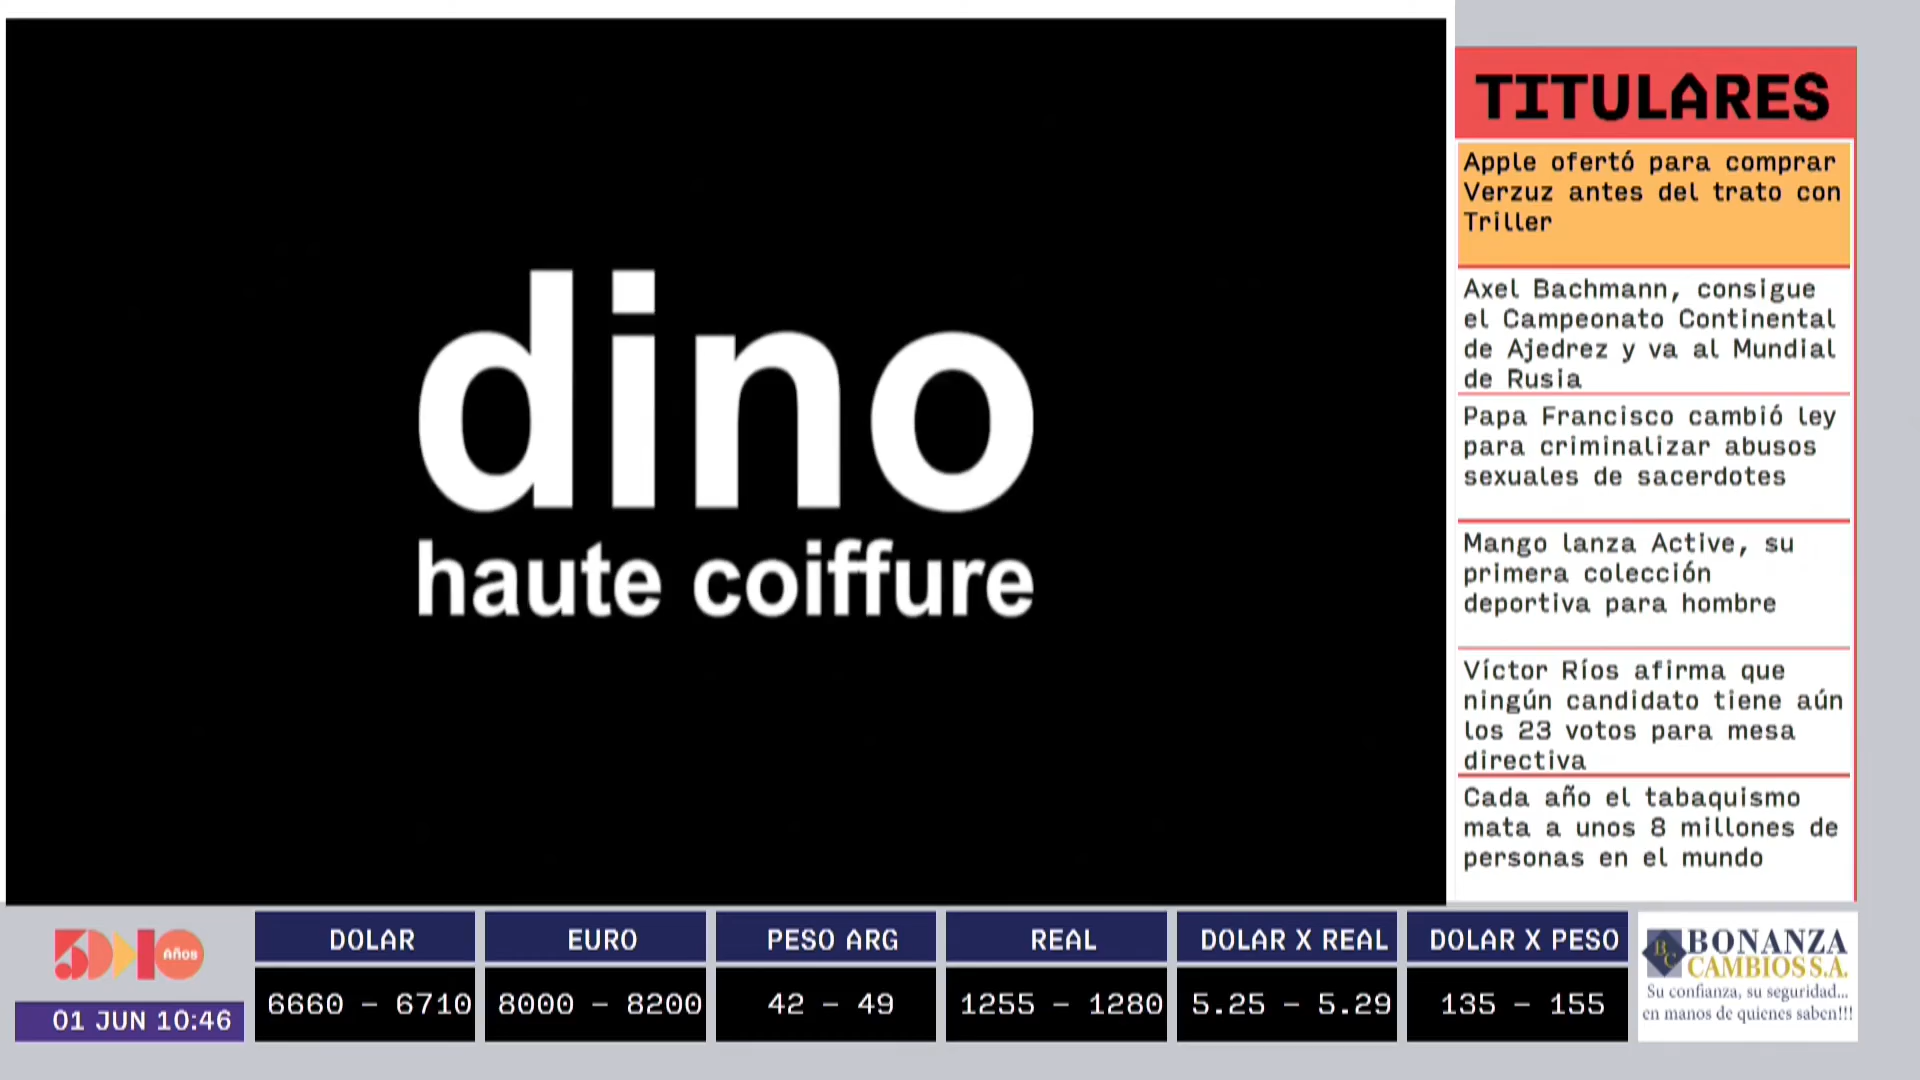 dino
haute coiffure
TITULARES
Apple ofertó para comprar
Verzuz antes del trato con
Triller
Axel Bachmann, consigue
el Campeonato Continental
de Ajedrez y va al Mundial
de Rusia
Papa Francisco cambió ley
para criminalizar abusos
sexuales de sacerdotes
Mango lanza Active, su
primera colección
deportiva para hombre
Víctor Ríos afirma que
ningún candidato tiene aún
los 23 votos para mesa
directiva
Cada año el tabaquismo
mata a unos 8 millones de
personas en el mundo
Años
01 JUN 10:46
DOLAR
6660 - 6710
EURO
8000 - 8200
PESO ARG
42 - 49
REAL
1255 - 1280
DOLAR X REAL
5.25 - 5.29
DOLAR X PESO
135 - 155
BC
BONANZA
CAMBIOS S.A.
Su confianza, su seguridad...
en manos de quienes saben!!!